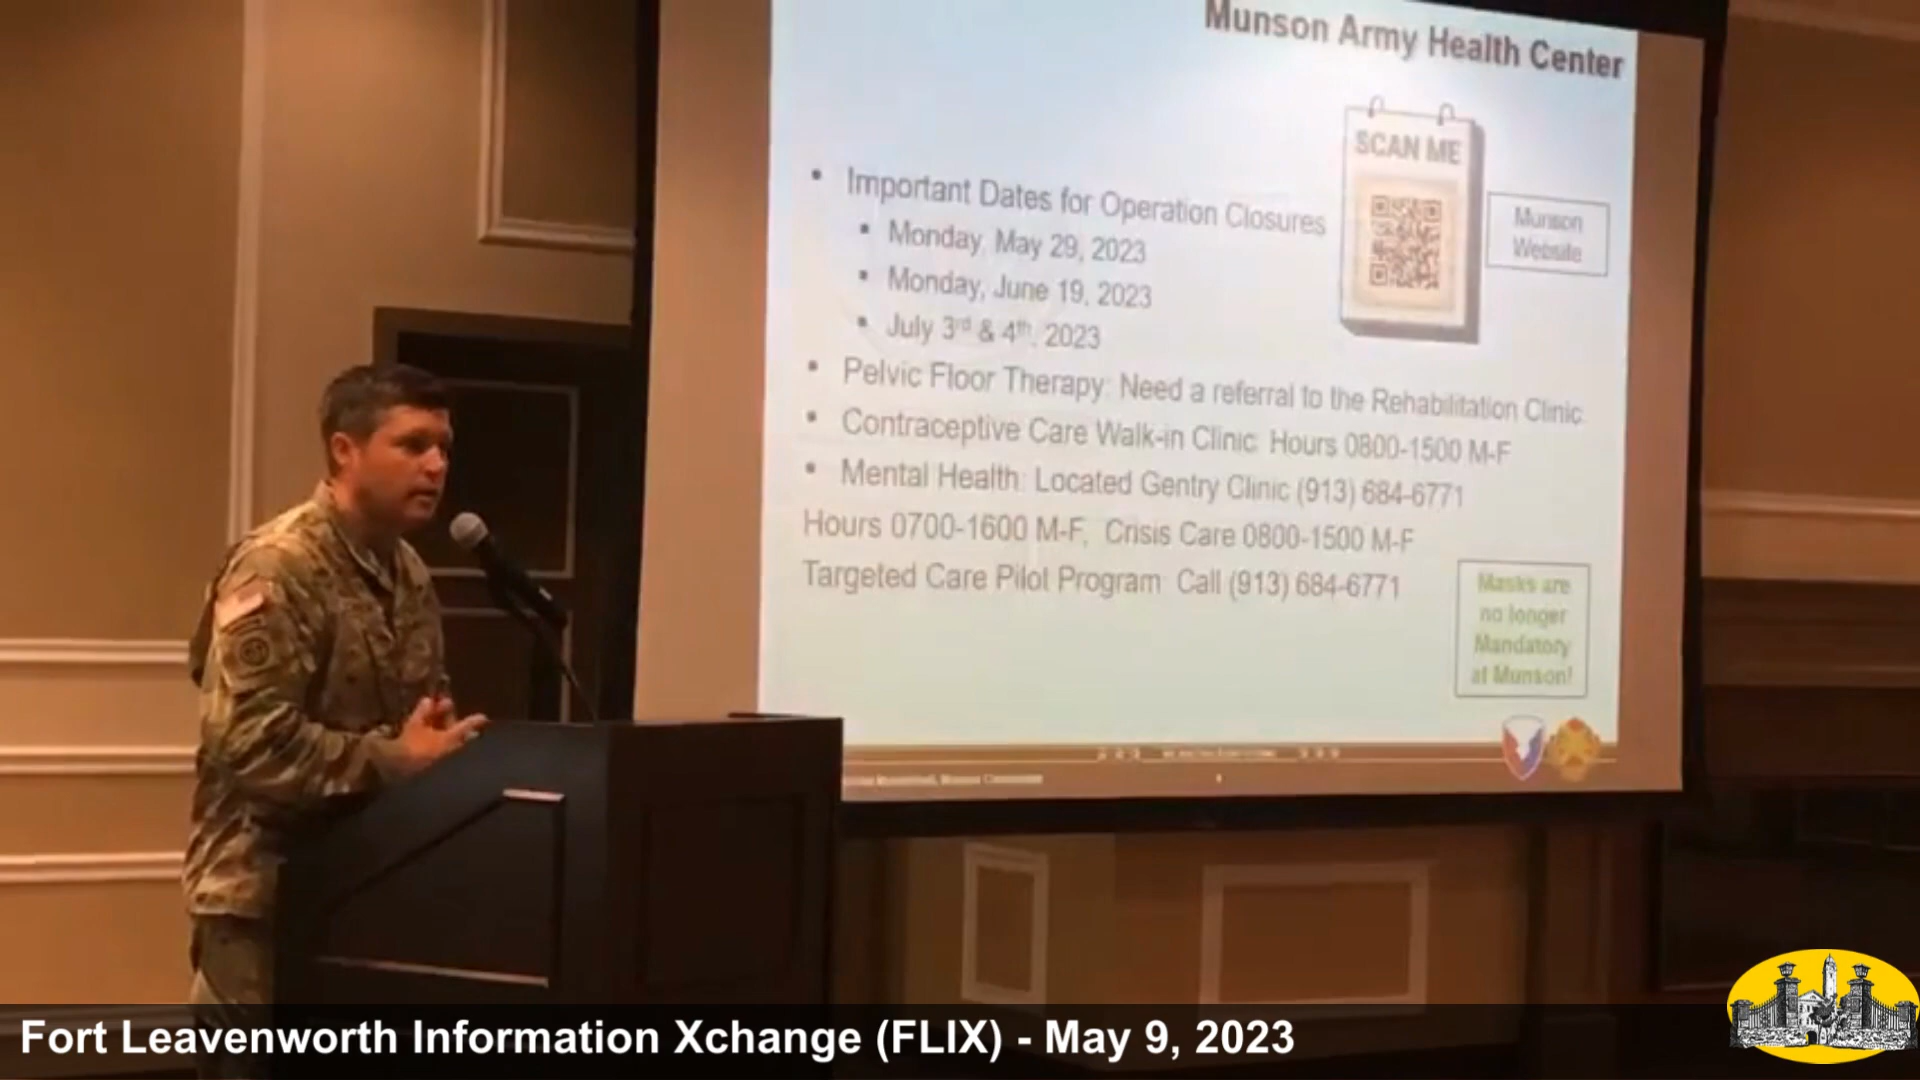 Munson Army Health Center
SCAN ME
Munson
Website
• Important Dates for Operation Closures
▪ Monday, May 29, 2023
▪ Monday, June 19, 2023
▪ July 3rd & 4th, 2023
• Pelvic Floor Therapy: Need a referral to the Rehabilitation Clinic
• Contraceptive Care Walk-in Clinic Hours 0800-1500 M-F
• Mental Health: Located Gentry Clinic (913) 684-6771
Hours 0700-1600 M-F, Crisis Care 0800-1500 M-F
Targeted Care Pilot Program Call (913) 684-6771
Masks are
no longer
Mandatory
at Munson!
Fort Leavenworth Information Xchange (FLIX) - May 9, 2023